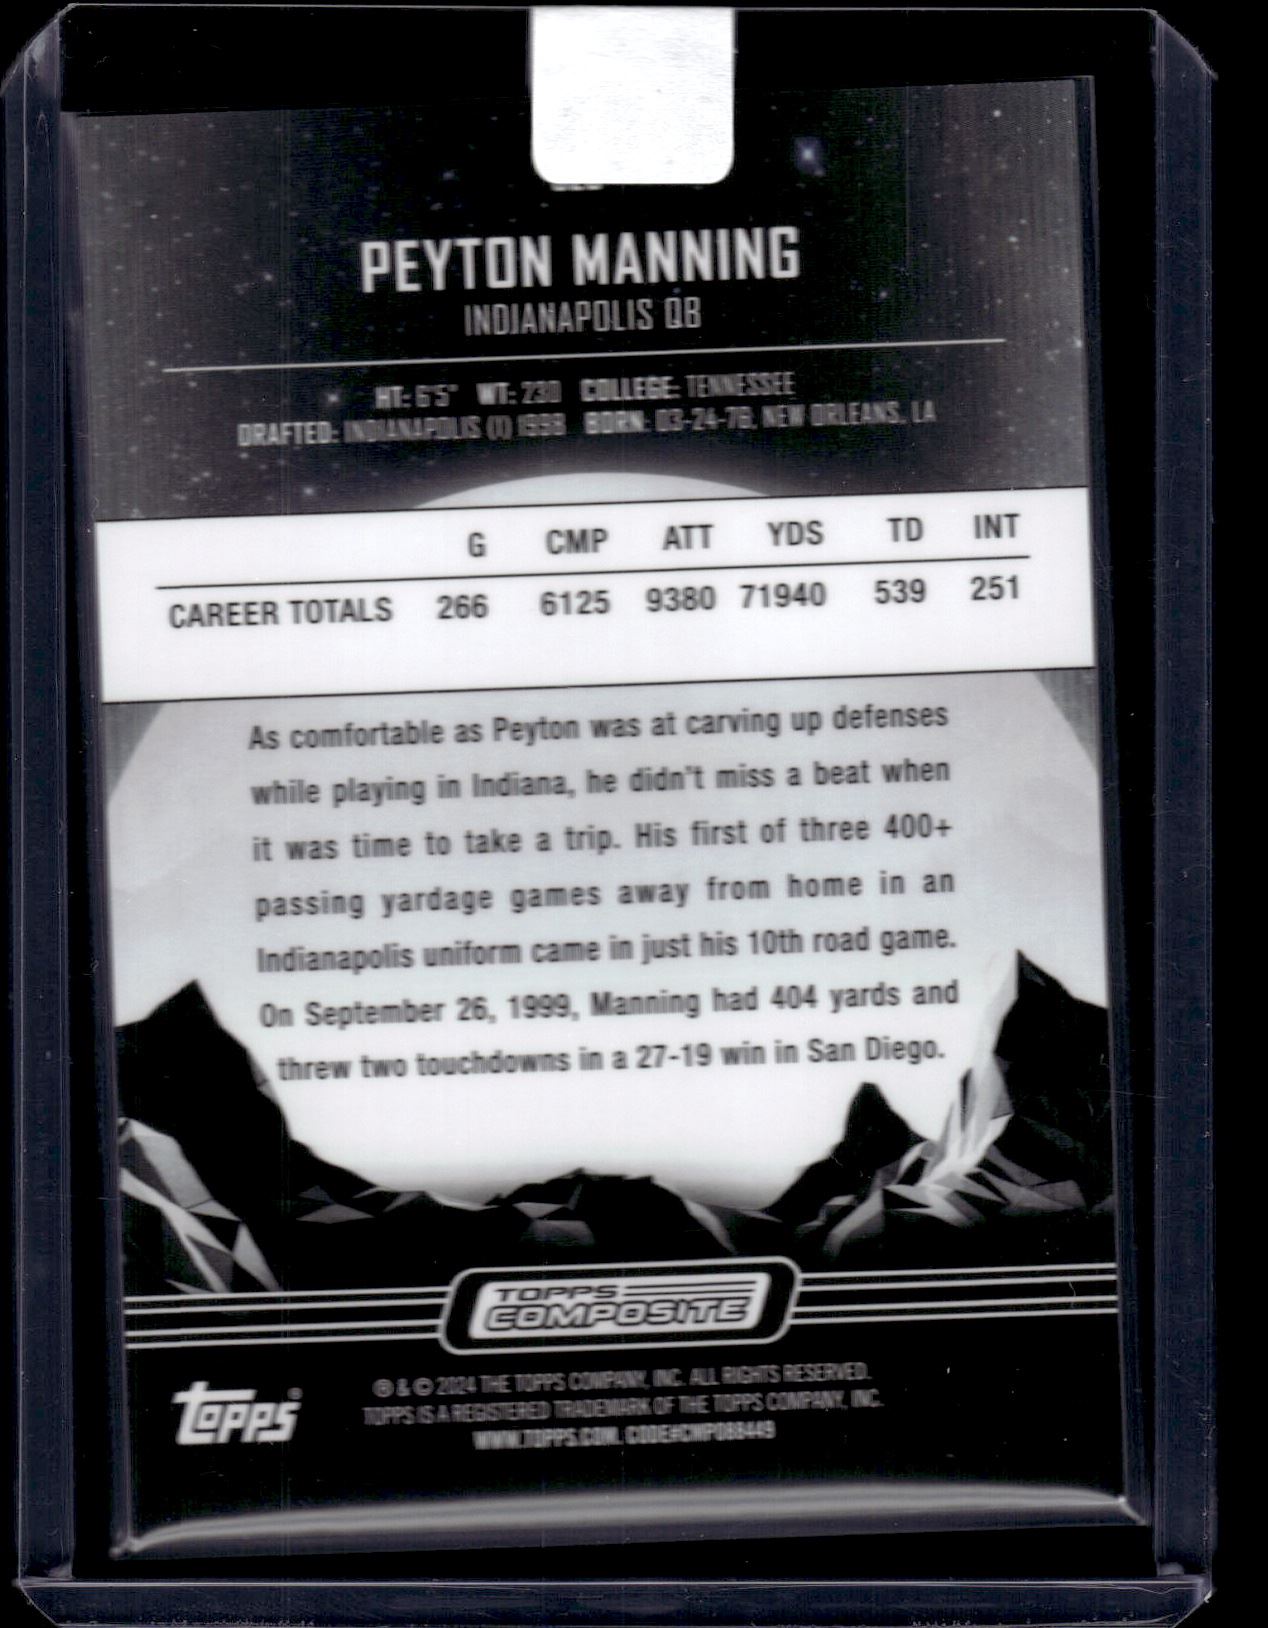 PEYTON MANNING
INDIANAPOLIS QB
HT: 6'5" WT: 230 COLLEGE: TENNESSEE
DRAFTED: INDIANAPOLIS (1) 1998 BORN: 03-24-76, NEW ORLEANS, LA
G CMP ATT YDS TD INT
CAREER TOTALS 266 6125 9380 71940 539 251
As comfortable as Peyton was at carving up defenses
while playing in Indiana, he didn't miss a beat when
it was time to take a trip. His first of three 400+
passing yardage games away from home in an
Indianapolis uniform came in just his 10th road game.
On September 26, 1999, Manning had 404 yards and
threw two touchdowns in a 27-19 win in San Diego.
TOPPS
COMPOSITE
topps®
® & © 2024 THE TOPPS COMPANY, INC. ALL RIGHTS RESERVED.
TOPPS IS A REGISTERED TRADEMARK OF THE TOPPS COMPANY, INC.
WWW.TOPPS.COM. CODE#CMP088449